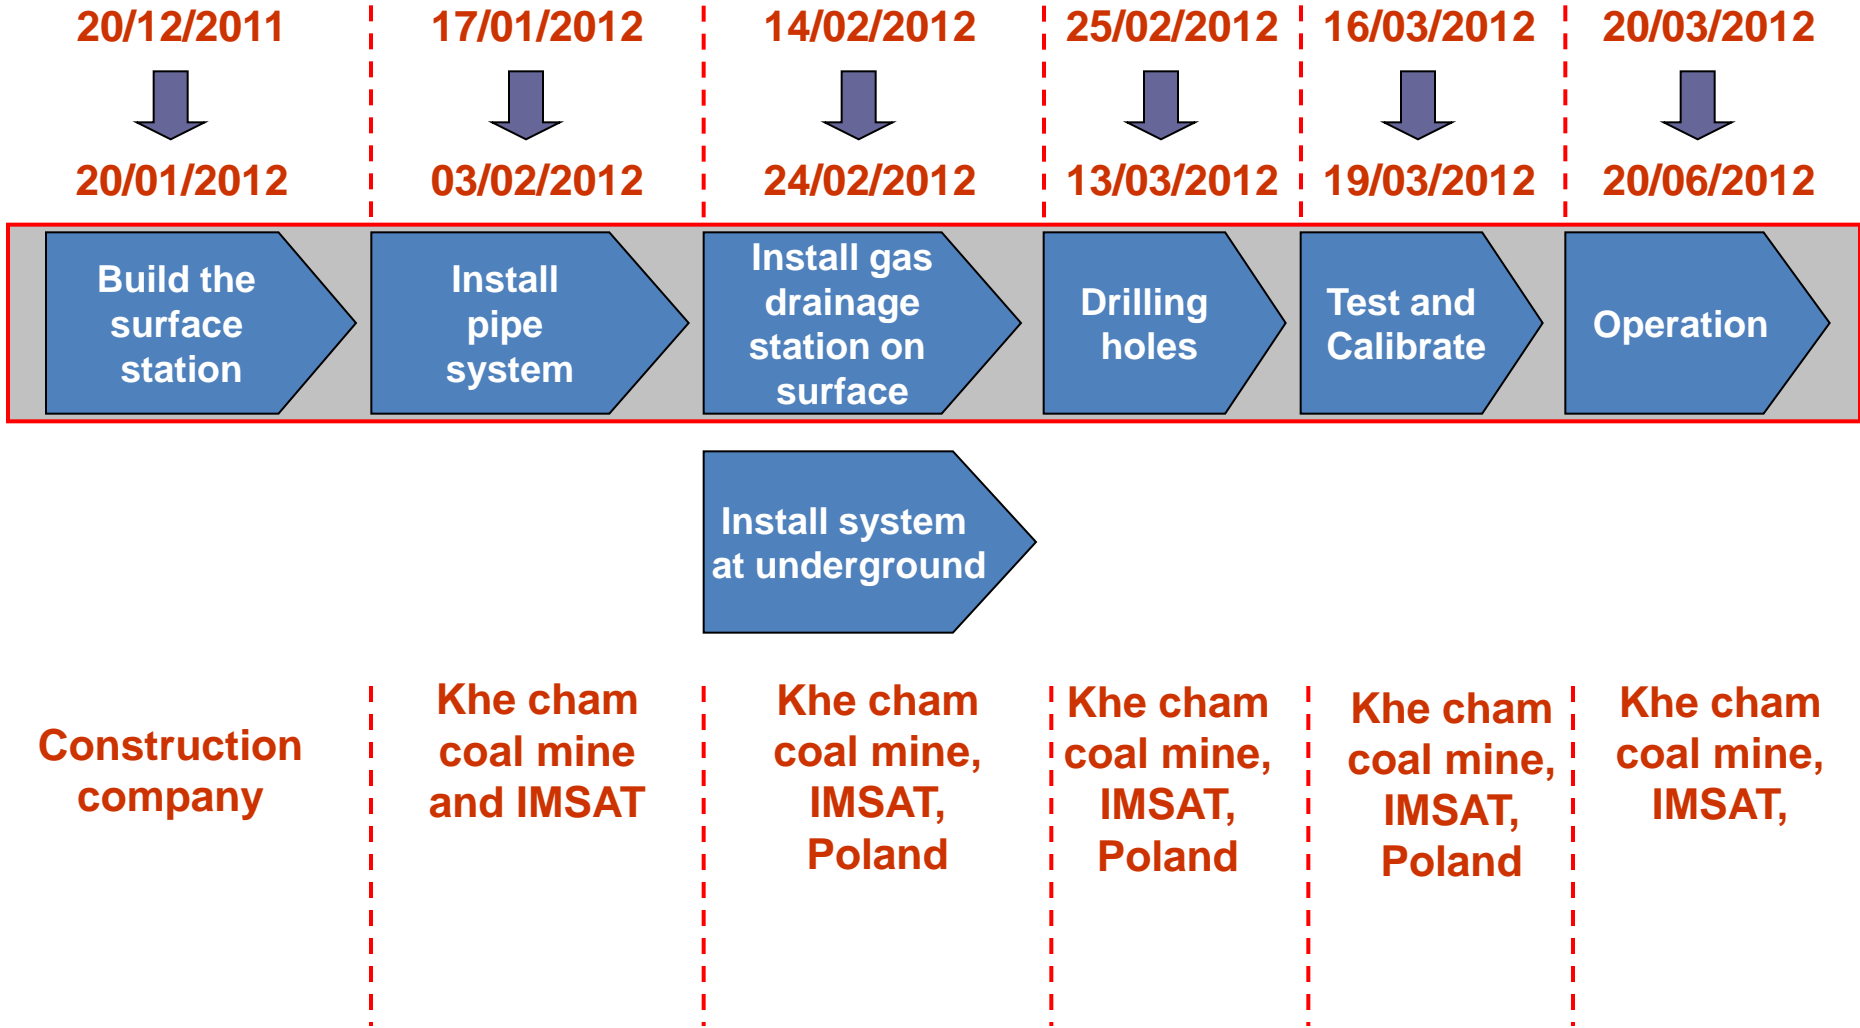 20/12/2011
17/01/2012
14/02/2012
25/02/2012
16/03/2012
20/03/2012
20/01/2012
03/02/2012
24/02/2012
13/03/2012
19/03/2012
20/06/2012
Build the
surface
station
Install
pipe
system
Install gas
drainage
station on
surface
Drilling
holes
Test and
Calibrate
Operation
Install system
at underground
Construction
company
Khe cham
coal mine
and IMSAT
Khe cham
coal mine,
IMSAT,
Poland
Khe cham
coal mine,
IMSAT,
Poland
Khe cham
coal mine,
IMSAT,
Poland
Khe cham
coal mine,
IMSAT,